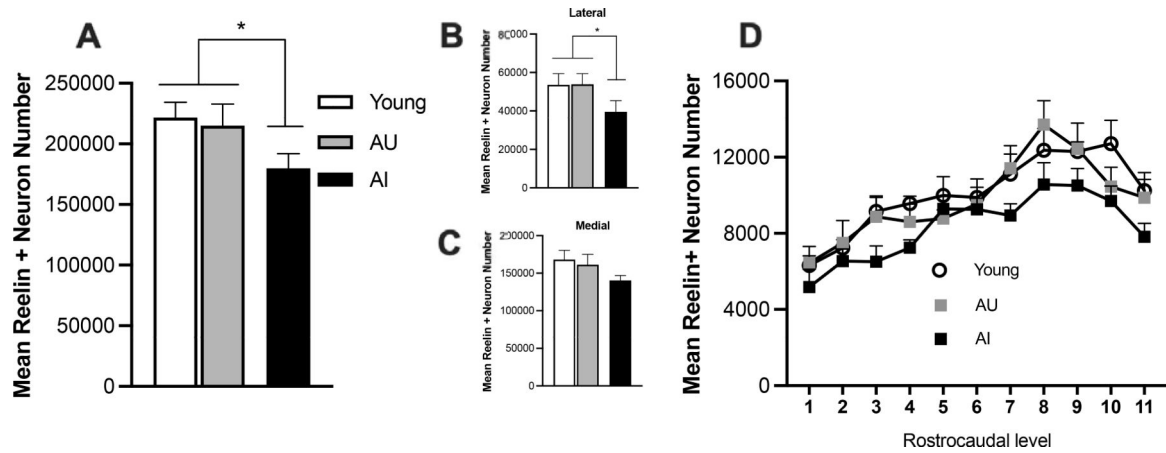 A
*
Mean Reelin + Neuron Number
250000
200000
150000
100000
50000
0
Young
AU
AI
B
Lateral
*
Mean Reelin + Neuron Number
80000
60000
40000
20000
0
C
Medial
Mean Reelin + Neuron Number
200000
150000
100000
50000
0
D
Mean Reelin+ Neuron Number
16000
12000
8000
4000
0
Young
AU
AI
1 2 3 4 5 6 7 8 9 10 11
Rostrocaudal level